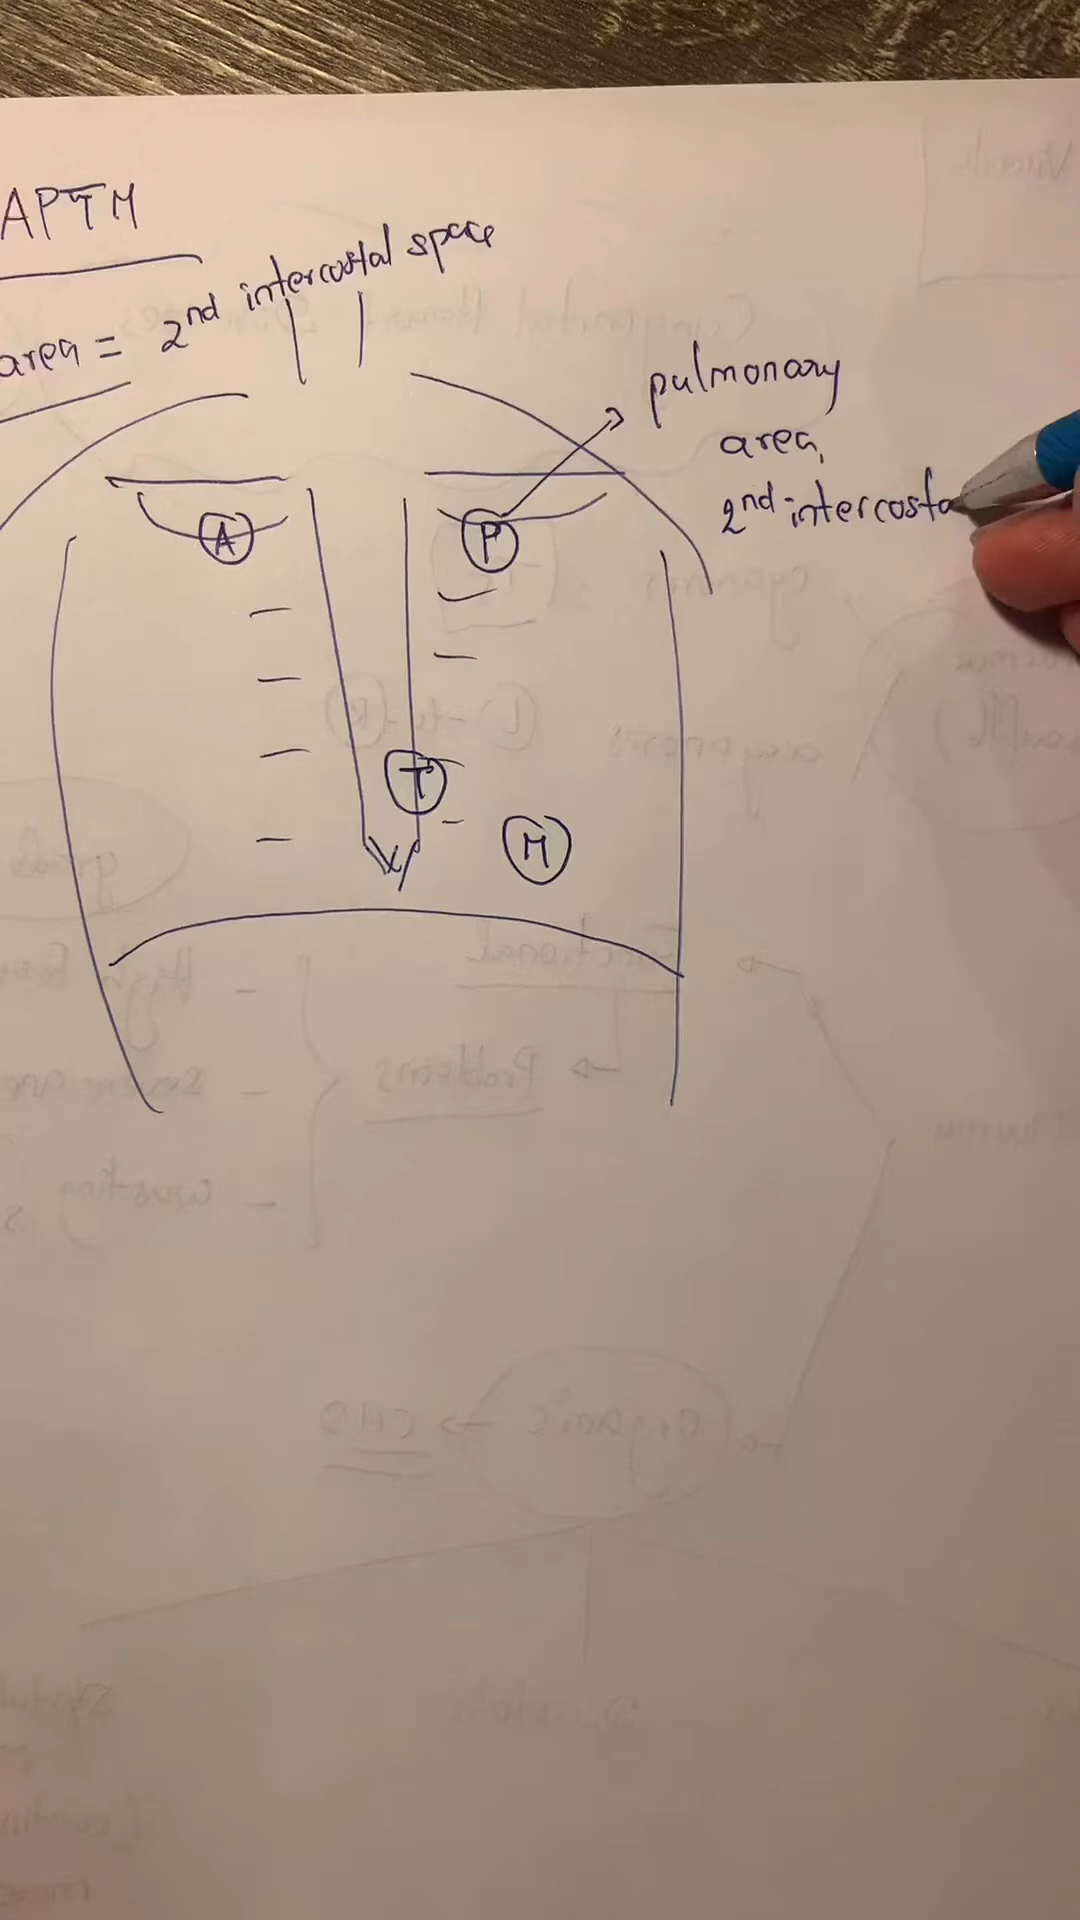 APTM
area = 2nd intercostal space
pulmonary
area,
2nd intercosta
A
P
T
M